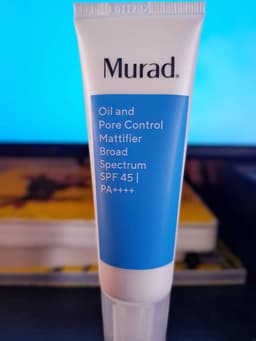 Murad.
Oil and
Pore Control
Mattifier
Broad
Spectrum
SPF 45 |
PA++++